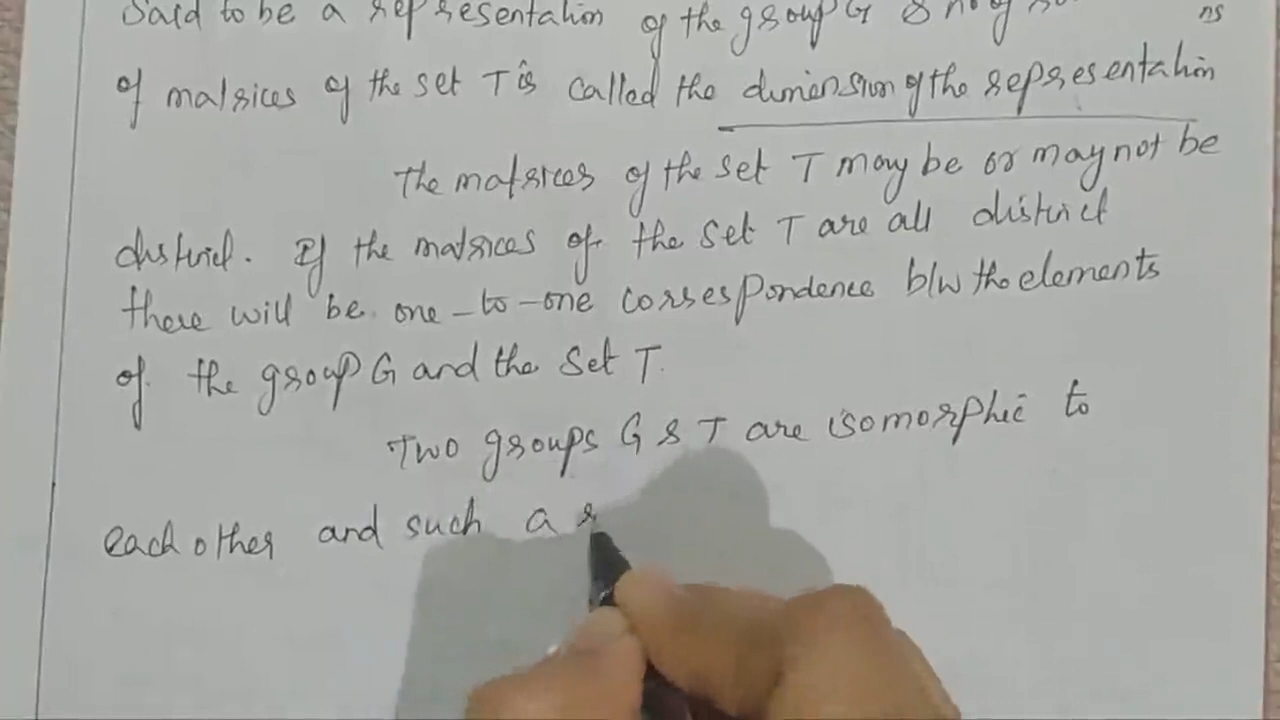 said to be a representation of the group G & no of
ns
of matrices of the set T is called the dimension of the representation
The matrices of the set T may be or may not be
distinct. If the matrices of the set T are all distinct
there will be one-to-one correspondence b/w the elements
of the group G and the set T.
Two groups G & T are isomorphic to
each other and such a